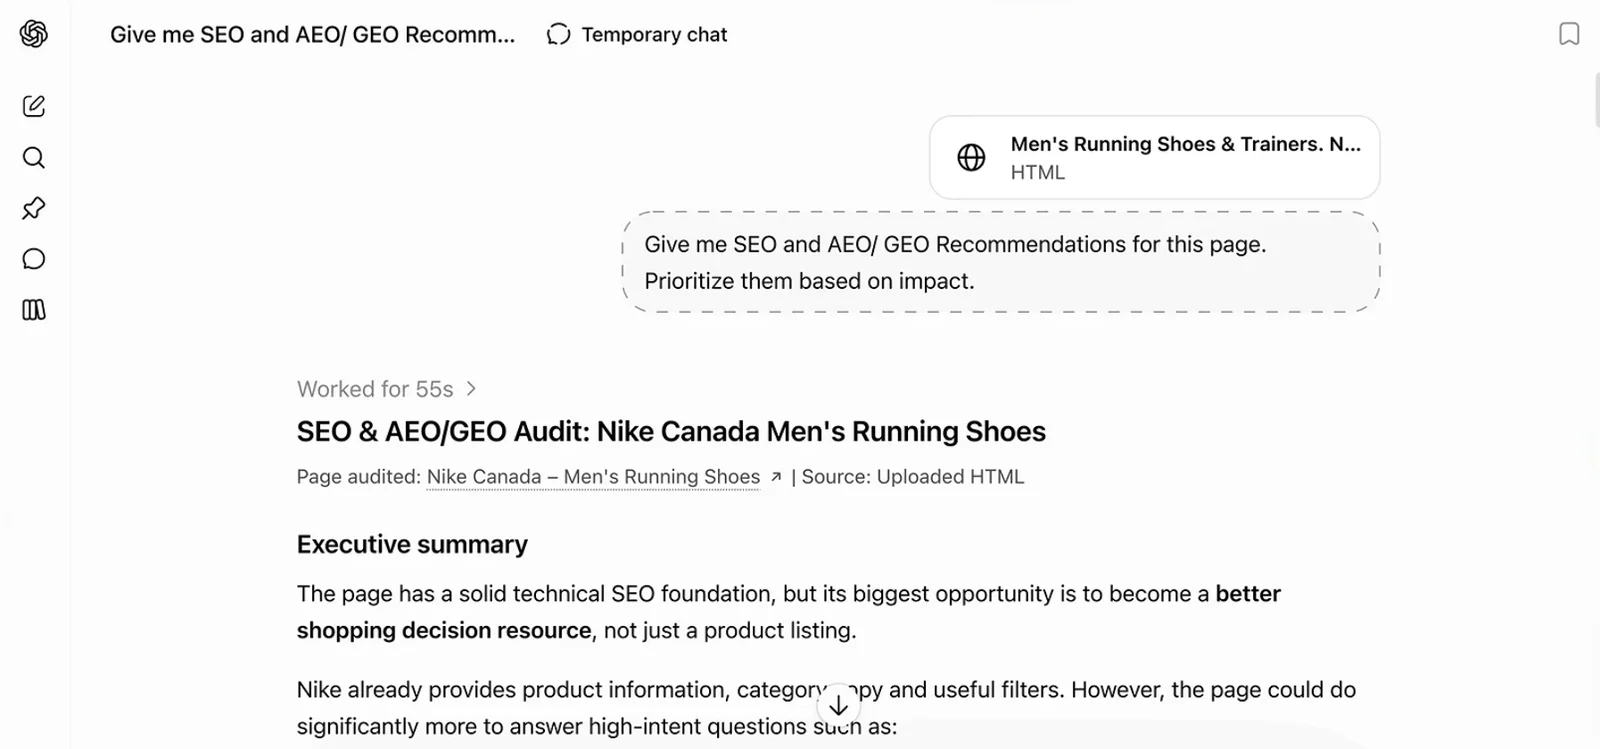 Give me SEO and AEO/ GEO Recomm...
Temporary chat
Men's Running Shoes & Trainers. N...
HTML
Give me SEO and AEO/ GEO Recommendations for this page.
Prioritize them based on impact.
Worked for 55s
SEO & AEO/GEO Audit: Nike Canada Men's Running Shoes
Page audited: Nike Canada – Men's Running Shoes ↗ | Source: Uploaded HTML
Executive summary
The page has a solid technical SEO foundation, but its biggest opportunity is to become a better
shopping decision resource, not just a product listing.
Nike already provides product information, category copy and useful filters. However, the page could do
significantly more to answer high-intent questions such as: